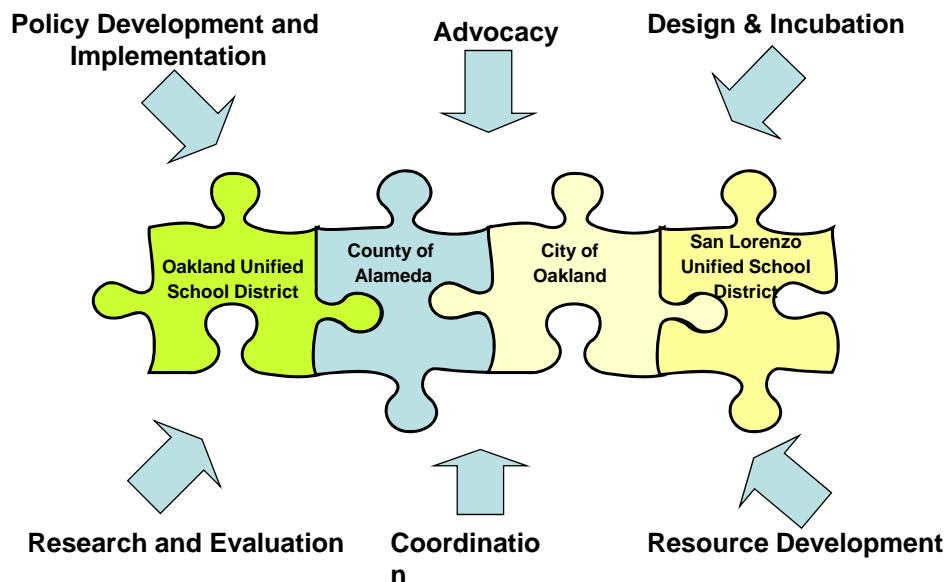 Policy Development and
Implementation
Advocacy
Design & Incubation
Oakland Unified
School District
County of
Alameda
City of
Oakland
San Lorenzo
Unified School
District
Research and Evaluation
Coordinatio
n
Resource Development